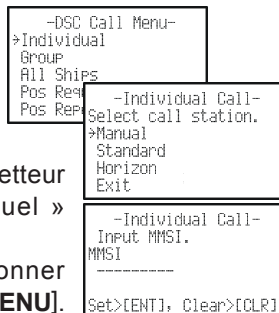 -DSC Call Menu-
→Individual
Group
All Ships
Pos Req
Pos Rep
-Individual Call-
Select call station.
→Manual
Standard
Horizon
Exit
etteur
uel »
onner
ENU].
-Individual Call-
Input MMSI.
MMSI
---------
Set>[ENT], Clear>[CLR]